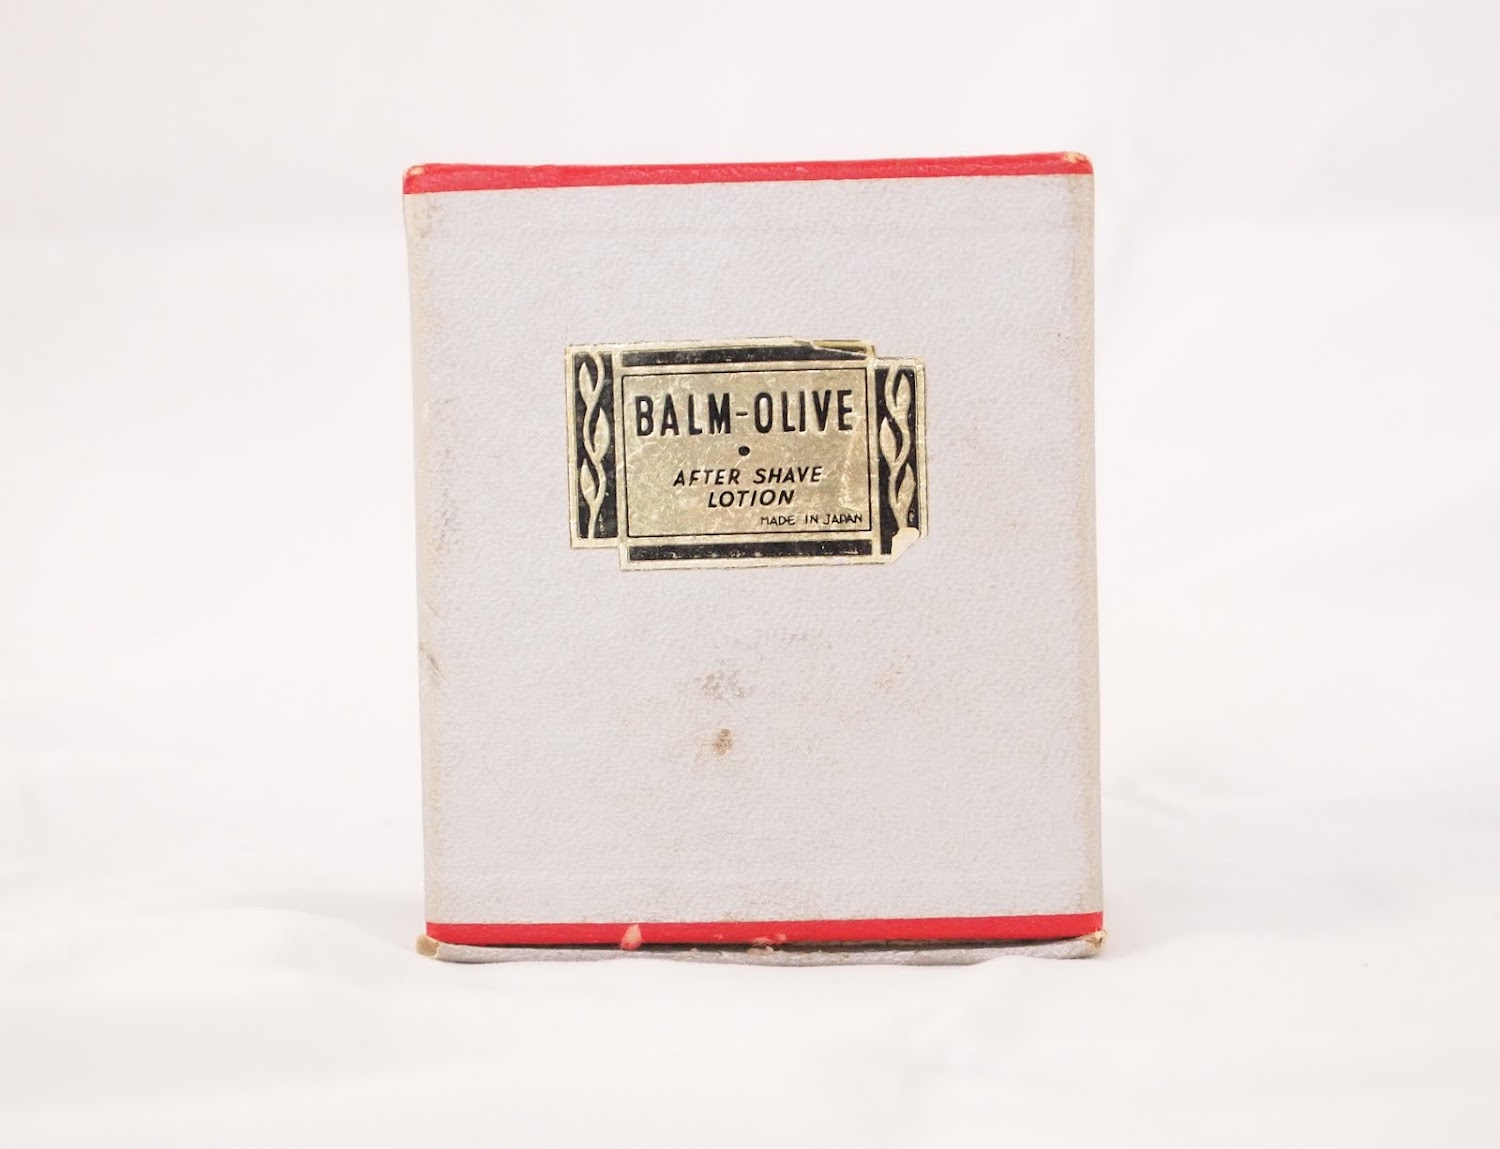 BALM-OLIVE
AFTER SHAVE
LOTION
MADE IN JAPAN